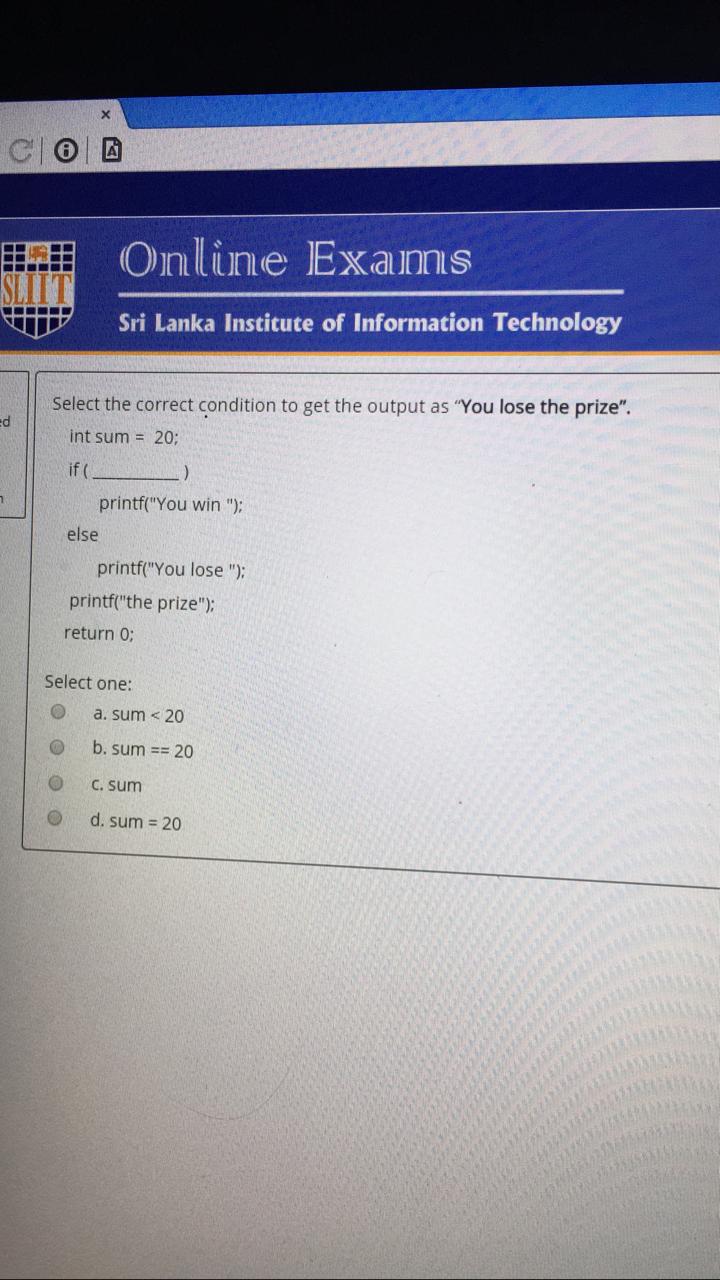 ×
SLIIT
Online Exams
Sri Lanka Institute of Information Technology
ed
Select the correct condition to get the output as “You lose the prize”.
int sum = 20;
if ( __________ )
printf("You win ");
else
printf("You lose ");
printf("the prize");
return 0;
Select one:
a. sum < 20
b. sum == 20
c. sum
d. sum = 20